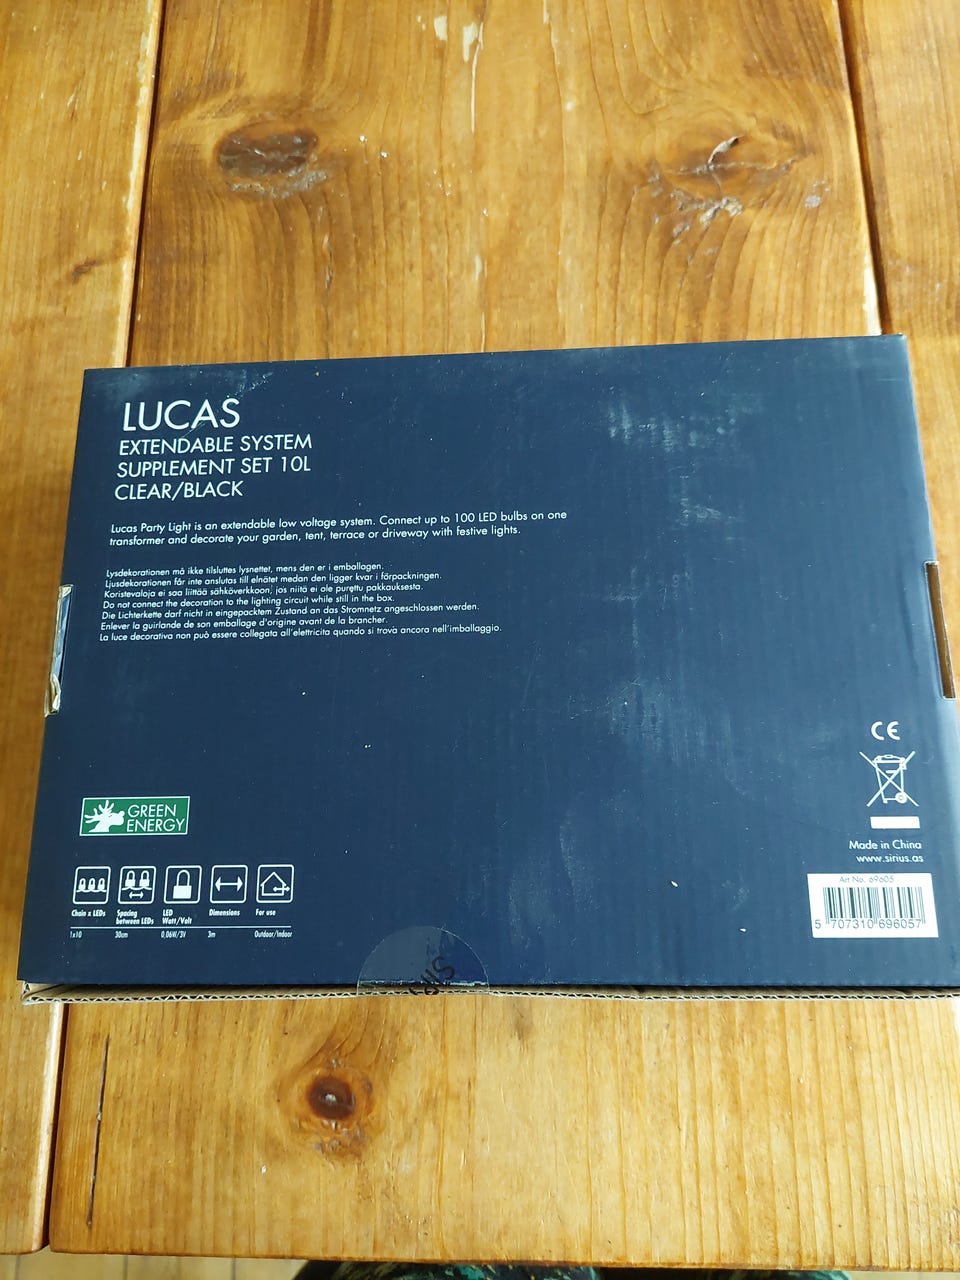 LUCAS
EXTENDABLE SYSTEM
SUPPLEMENT SET 10L
CLEAR/BLACK
Lucas Party Light is an extendable low voltage system. Connect up to 100 LED bulbs on one
transformer and decorate your garden, tent, terrace or driveway with festive lights.
Lysdekorationen må ikke tilsluttes lysnettet, mens den er i emballagen.
Ljusdekorationen får inte anslutas till elnätet medan den ligger kvar i förpackningen.
Koristevaloja ei saa liittää sähköverkkoon, jos niitä ei ole purettu pakkauksesta.
Do not connect the decoration to the lighting circuit while still in the box.
Die Lichterkette darf nicht in eingepacktem Zustand an das Stromnetz angeschlossen werden.
Enlever la guirlande de son emballage d'origine avant de la brancher.
La luce decorativa non può essere collegata all'elettricita quando si trova ancora nell'imballaggio.
CE
GREEN
ENERGY
Made in China
www.sirius.as
Art No. 69605
5 707310 696057
Chain x LEDs
Spacing
between LEDs
LED
Watt/Volt
Dimensions
For use
1x10
30cm
0,06W/3V
3m
Outdoor/Indoor